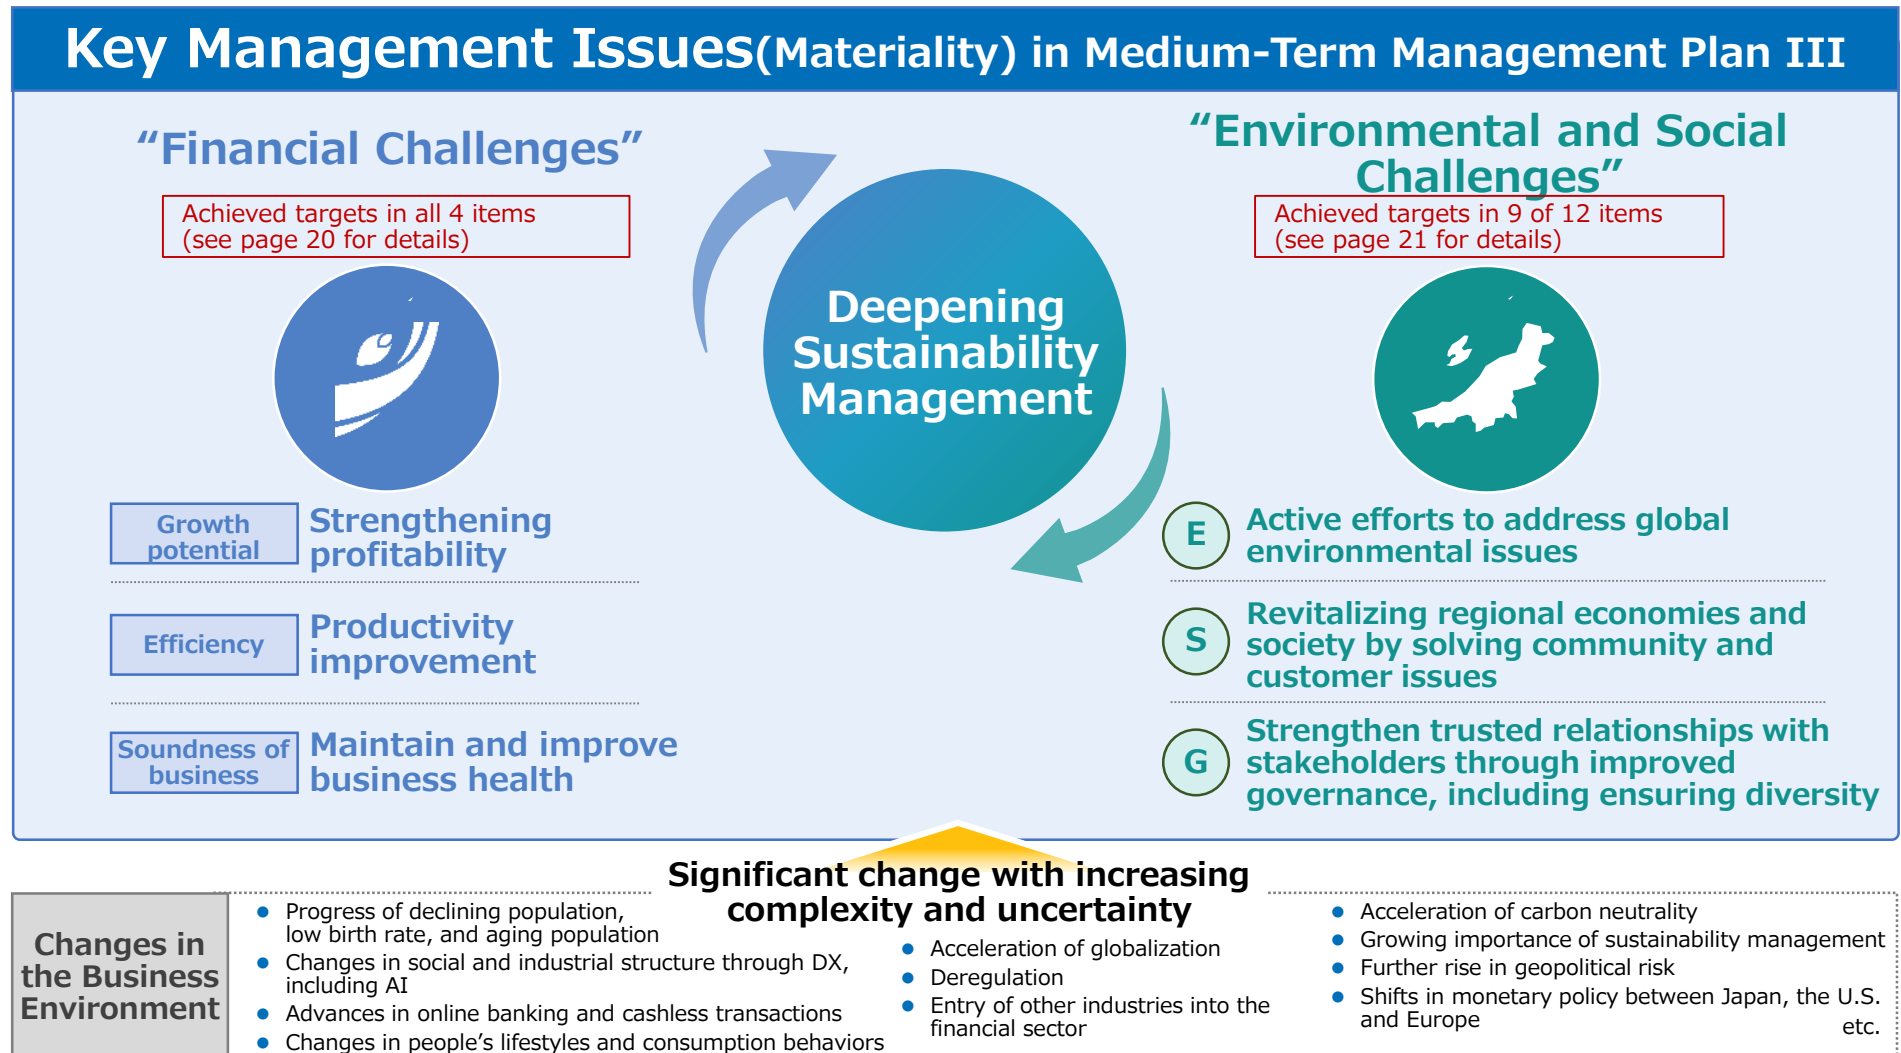 Key Management Issues(Materiality) in Medium-Term Management Plan III
“Financial Challenges”
Achieved targets in all 4 items
(see page 20 for details)
Growth
potential
Strengthening
profitability
Efficiency
Productivity
improvement
Soundness of
business
Maintain and improve
business health
Deepening
Sustainability
Management
“Environmental and Social
Challenges”
Achieved targets in 9 of 12 items
(see page 21 for details)
E
Active efforts to address global
environmental issues
S
Revitalizing regional economies and
society by solving community and
customer issues
G
Strengthen trusted relationships with
stakeholders through improved
governance, including ensuring diversity
Significant change with increasing
complexity and uncertainty
Changes in
the Business
Environment
● Progress of declining population,
low birth rate, and aging population
● Changes in social and industrial structure through DX,
including AI
● Advances in online banking and cashless transactions
● Changes in people’s lifestyles and consumption behaviors
● Acceleration of globalization
● Deregulation
● Entry of other industries into the
financial sector
● Acceleration of carbon neutrality
● Growing importance of sustainability management
● Further rise in geopolitical risk
● Shifts in monetary policy between Japan, the U.S.
and Europe
etc.